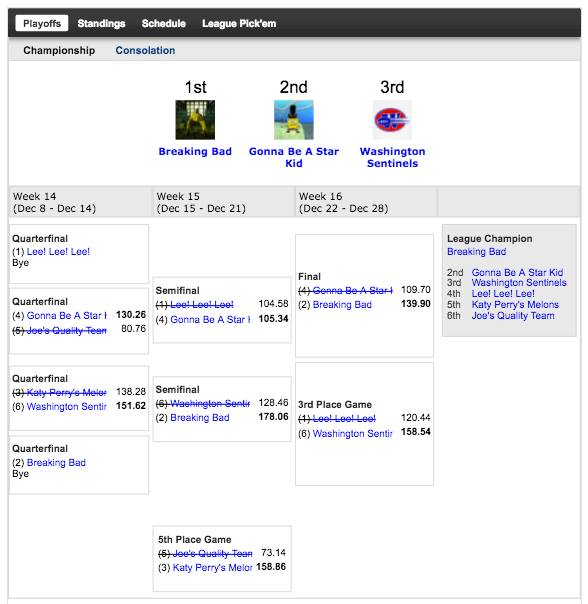 Playoffs Standings Schedule League Pick'em
Championship Consolation
1st 2nd 3rd
Breaking Bad Gonna Be A Star Washington
Kid Sentinels
Week 14 Week 15 Week 16
(Dec 8 - Dec 14) (Dec 15 - Dec 21) (Dec 22 - Dec 28)
Quarterfinal
(1) Lee! Lee! Lee!
Bye
Quarterfinal
(4) Gonna Be A Star 130.26
(5) Joe's Quality Team 80.76
Quarterfinal
(3) Katy Perry's Melor 138.28
(6) Washington Sentir 151.62
Quarterfinal
(2) Breaking Bad
Bye
Semifinal
(1) Lee! Lee! Lee! 104.58
(4) Gonna Be A Star 105.34
Semifinal
(6) Washington Sentir 128.46
(2) Breaking Bad 178.06
5th Place Game
(5) Joe's Quality Team 73.14
(3) Katy Perry's Melor 158.86
Final
(4) Gonna Be A Star 109.70
(2) Breaking Bad 139.90
3rd Place Game
(1) Lee! Lee! Lee! 120.44
(6) Washington Sentir 158.54
League Champion
Breaking Bad
2nd Gonna Be A Star Kid
3rd Washington Sentinels
4th Lee! Lee! Lee!
5th Katy Perry's Melons
6th Joe's Quality Team